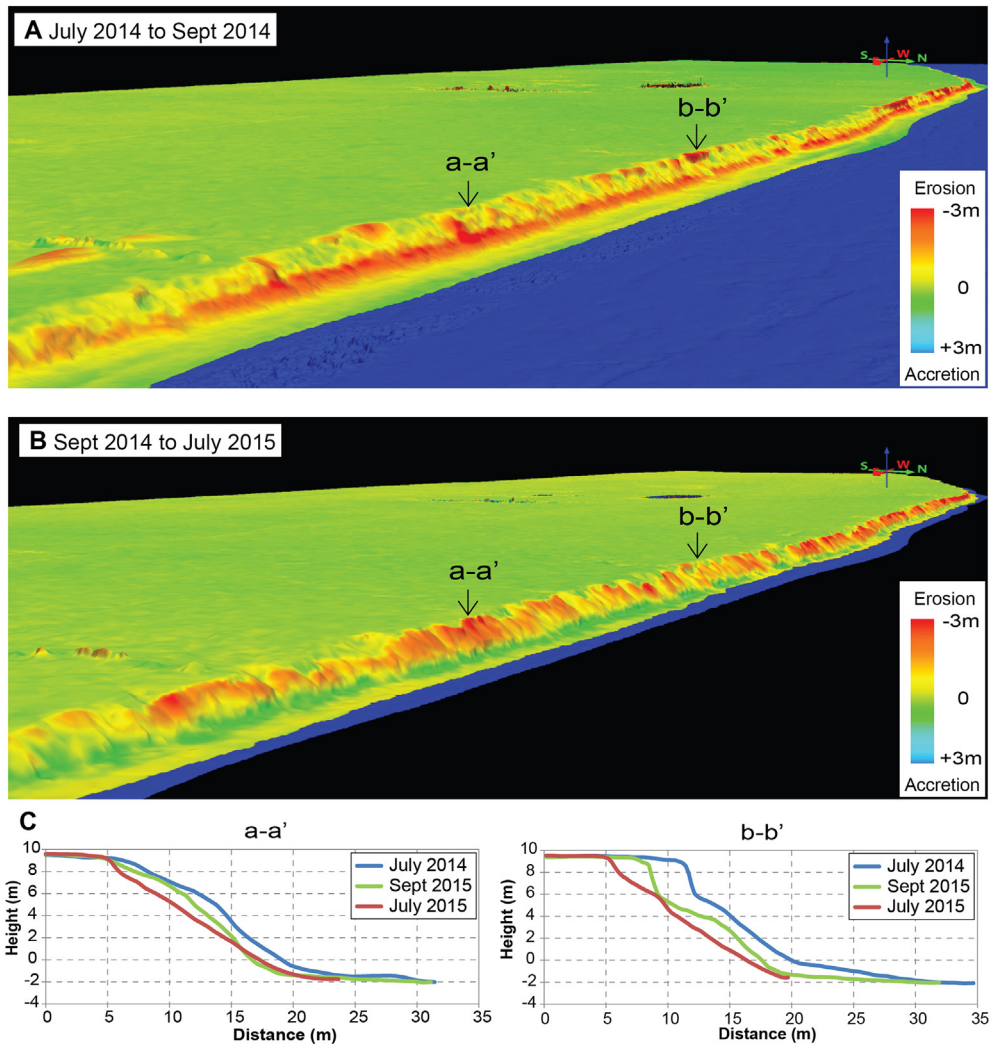 A July 2014 to Sept 2014
S W N
b-b’
a-a’
Erosion
-3m
0
+3m
Accretion
B Sept 2014 to July 2015
S W N
b-b’
a-a’
Erosion
-3m
0
+3m
Accretion
C
a-a’
10
8
6
4
2
0
-2
-4
Height (m)
July 2014
Sept 2015
July 2015
0 5 10 15 20 25 30 35
Distance (m)
b-b’
10
8
6
4
2
0
-2
-4
Height (m)
July 2014
Sept 2015
July 2015
0 5 10 15 20 25 30 35
Distance (m)